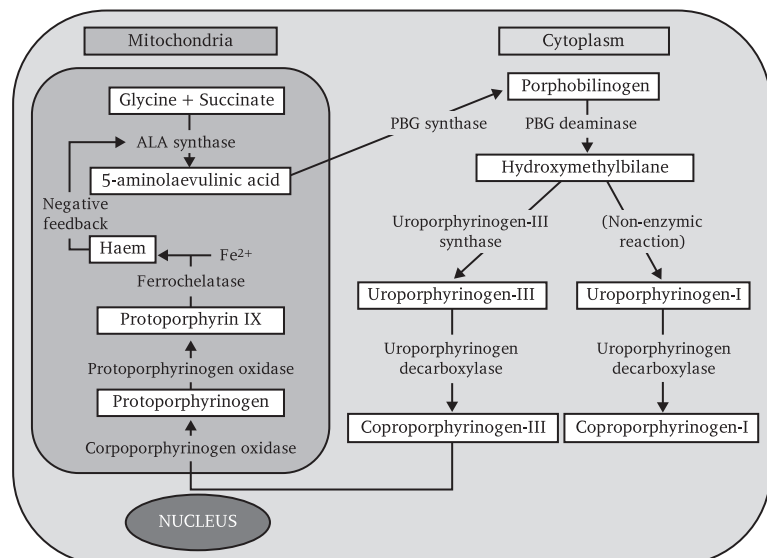 Mitochondria
Cytoplasm
Glycine + Succinate
ALA synthase
5-aminolaevulinic acid
Negative
feedback
Haem
Fe²⁺
Ferrochelatase
Protoporphyrin IX
Protoporphyrinogen oxidase
Protoporphyrinogen
Corpoporphyrinogen oxidase
NUCLEUS
PBG synthase
Porphobilinogen
PBG deaminase
Hydroxymethylbilane
Uroporphyrinogen-III
synthase
(Non-enzymic
reaction)
Uroporphyrinogen-III
Uroporphyrinogen-I
Uroporphyrinogen
decarboxylase
Uroporphyrinogen
decarboxylase
Coproporphyrinogen-III
Coproporphyrinogen-I